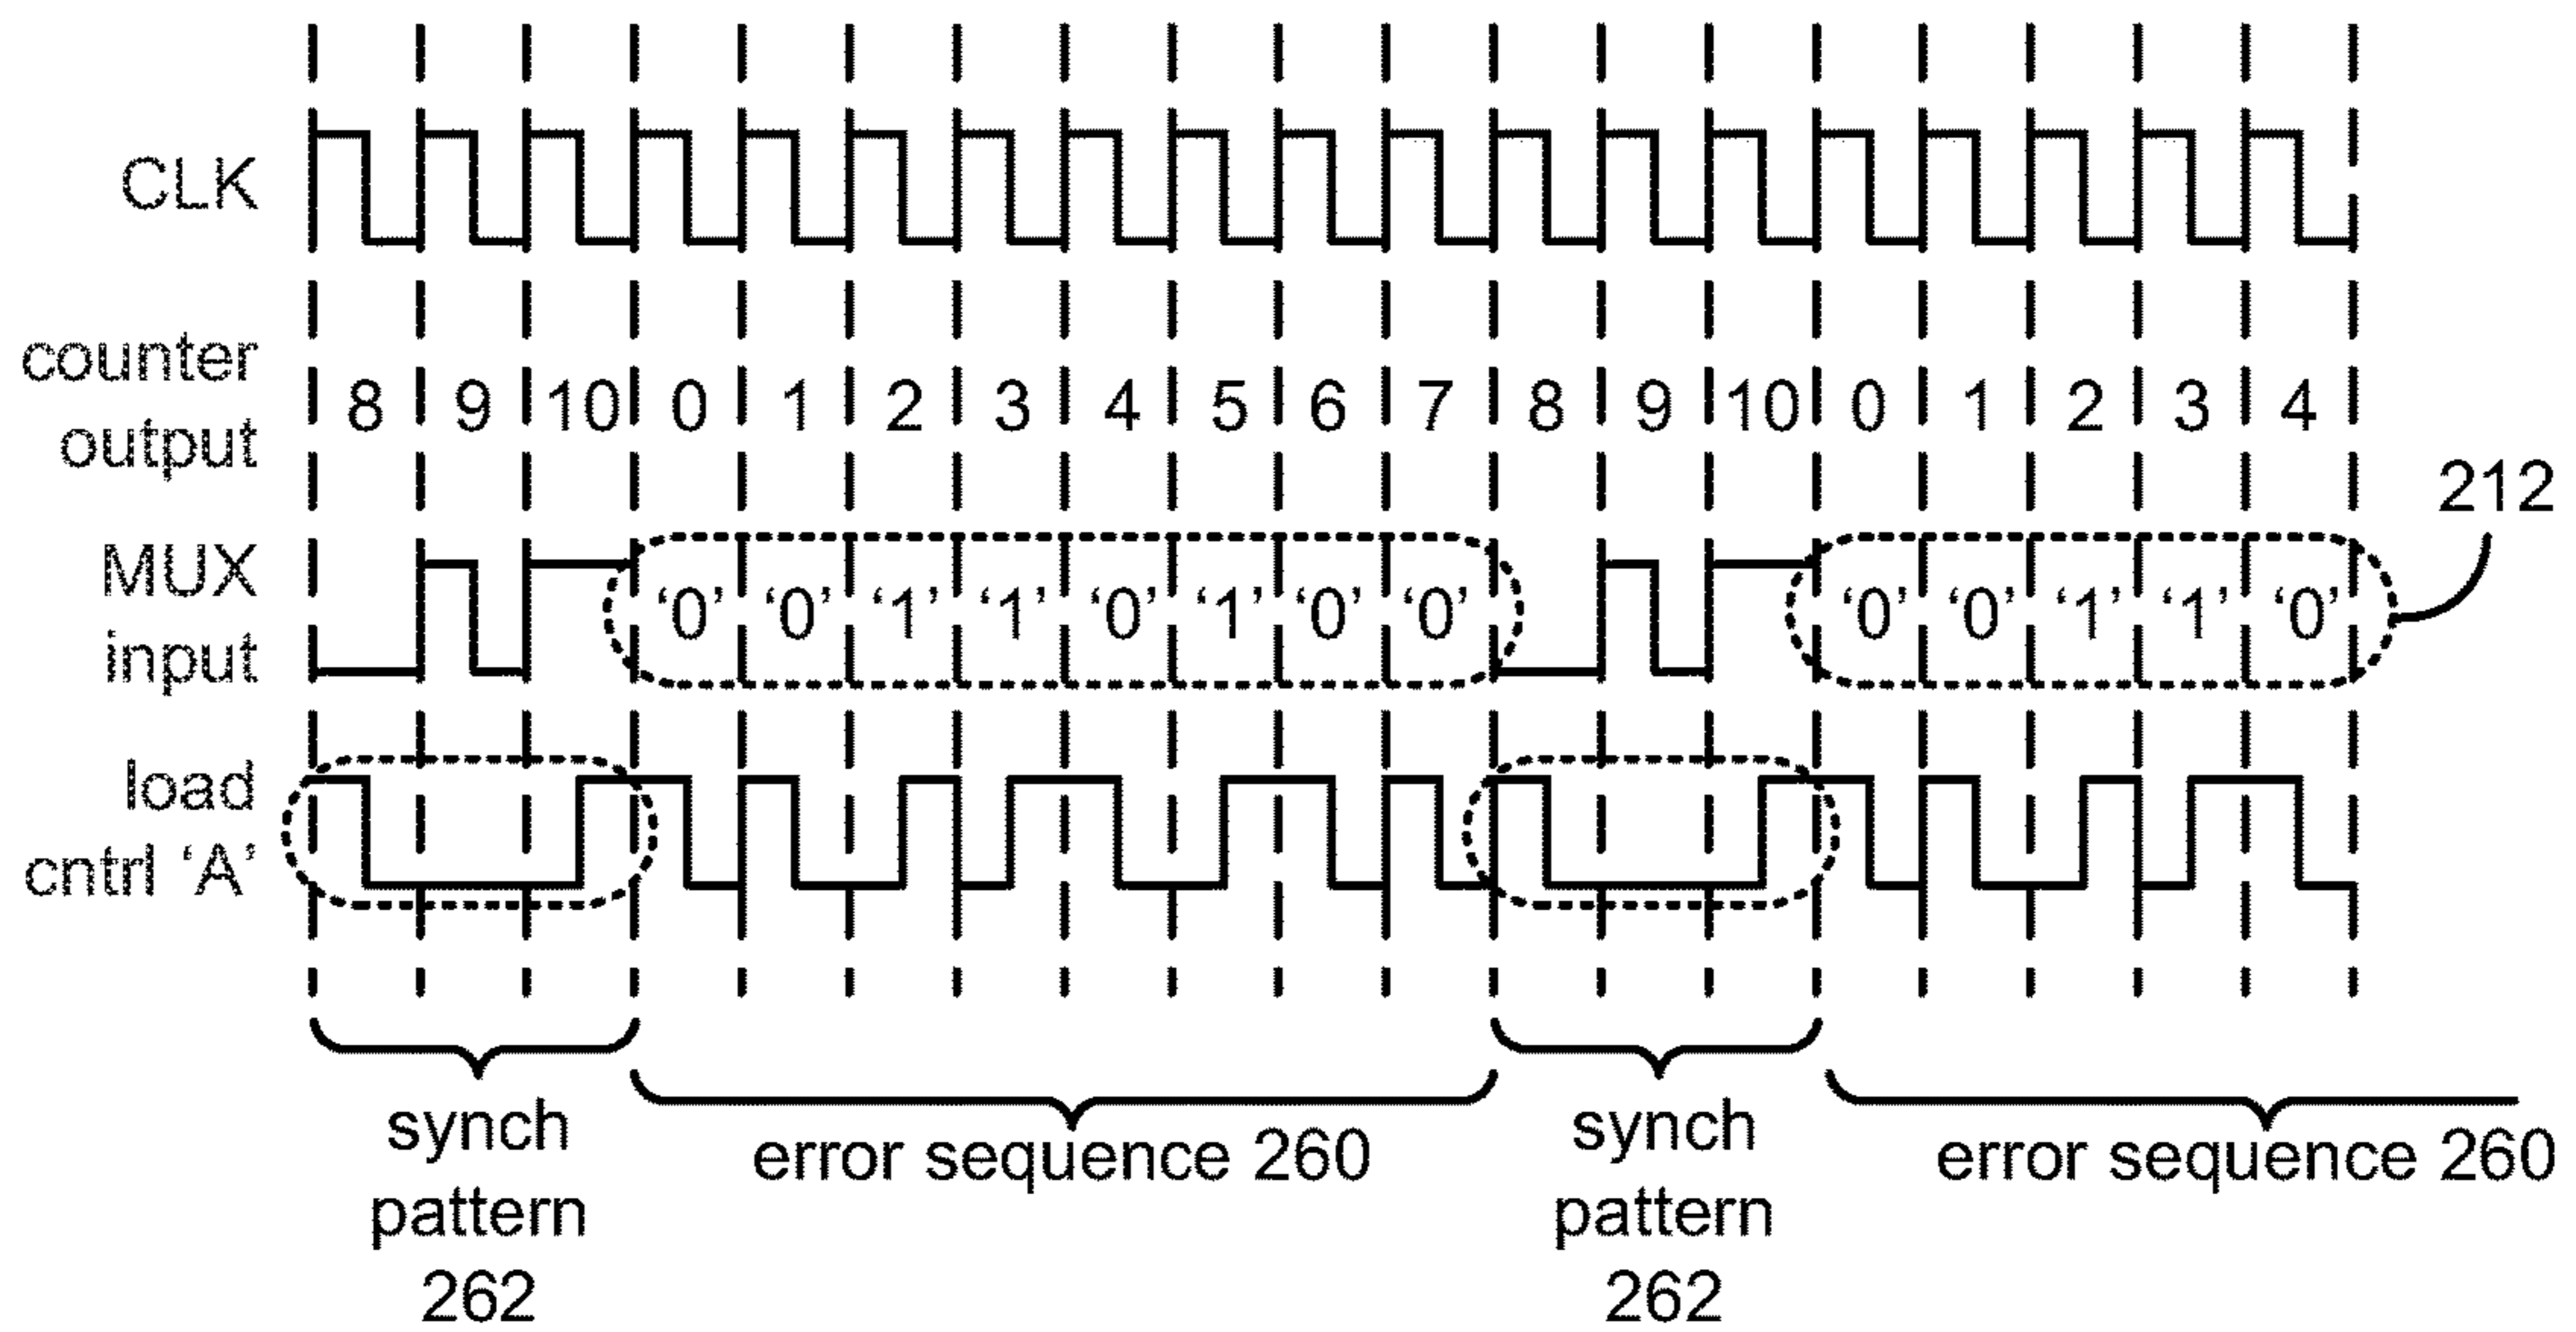 CLK
counter
output
8 9 10 0 1 2 3 4 5 6 7 8 9 10 0 1 2 3 4
212
MUX
input
‘0’ ‘0’ ‘1’ ‘1’ ‘0’ ‘1’ ‘0’ ‘0’ ‘0’ ‘0’ ‘1’ ‘1’ ‘0’
load
cntrl ‘A’
synch
pattern
262
error sequence 260
synch
pattern
262
error sequence 260